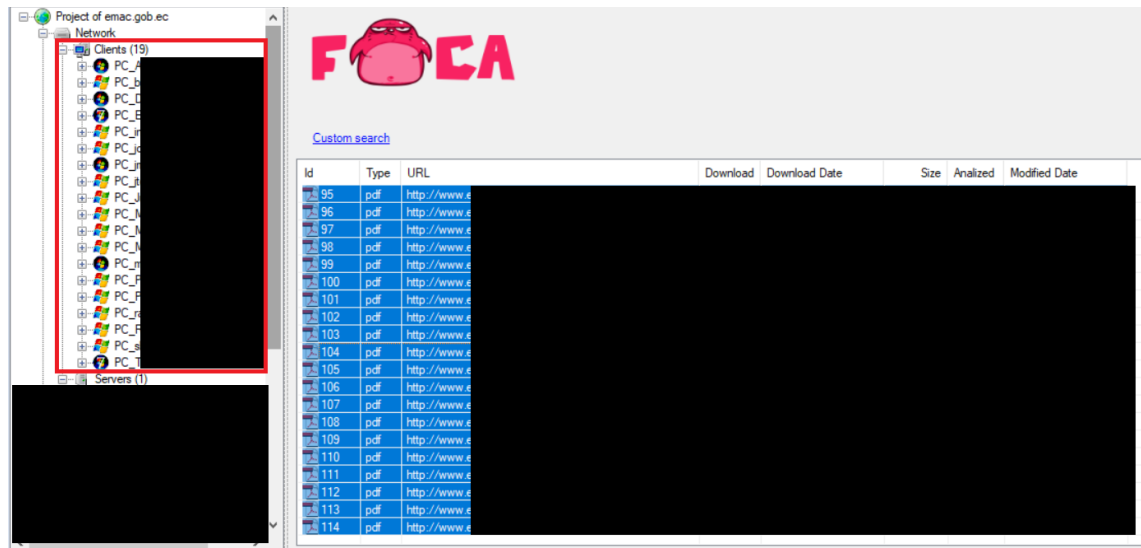 Project of emac.gob.ec
Network
Clients (19)
PC_A
PC_b
PC_D
PC_E
PC_in
PC_jo
PC_jr
PC_jt
PC_J
PC_M
PC_M
PC_M
PC_m
PC_P
PC_P
PC_ra
PC_R
PC_s
PC_T
Servers (1)
FOCA
Custom search
Id Type URL Download Download Date Size Analized Modified Date
95 pdf http://www.e
96 pdf http://www.e
97 pdf http://www.e
98 pdf http://www.e
99 pdf http://www.e
100 pdf http://www.e
101 pdf http://www.e
102 pdf http://www.e
103 pdf http://www.e
104 pdf http://www.e
105 pdf http://www.e
106 pdf http://www.e
107 pdf http://www.e
108 pdf http://www.e
109 pdf http://www.e
110 pdf http://www.e
111 pdf http://www.e
112 pdf http://www.e
113 pdf http://www.e
114 pdf http://www.e